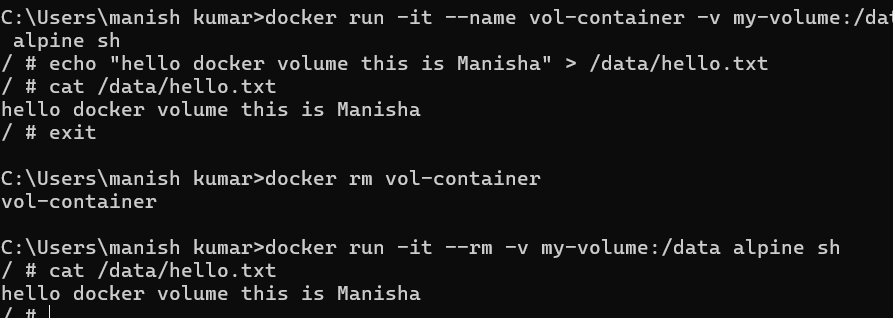 C:\Users\manish kumar>docker run -it --name vol-container -v my-volume:/dat
 alpine sh
/ # echo "hello docker volume this is Manisha" > /data/hello.txt
/ # cat /data/hello.txt
hello docker volume this is Manisha
/ # exit
C:\Users\manish kumar>docker rm vol-container
vol-container
C:\Users\manish kumar>docker run -it --rm -v my-volume:/data alpine sh
/ # cat /data/hello.txt
hello docker volume this is Manisha
/ #